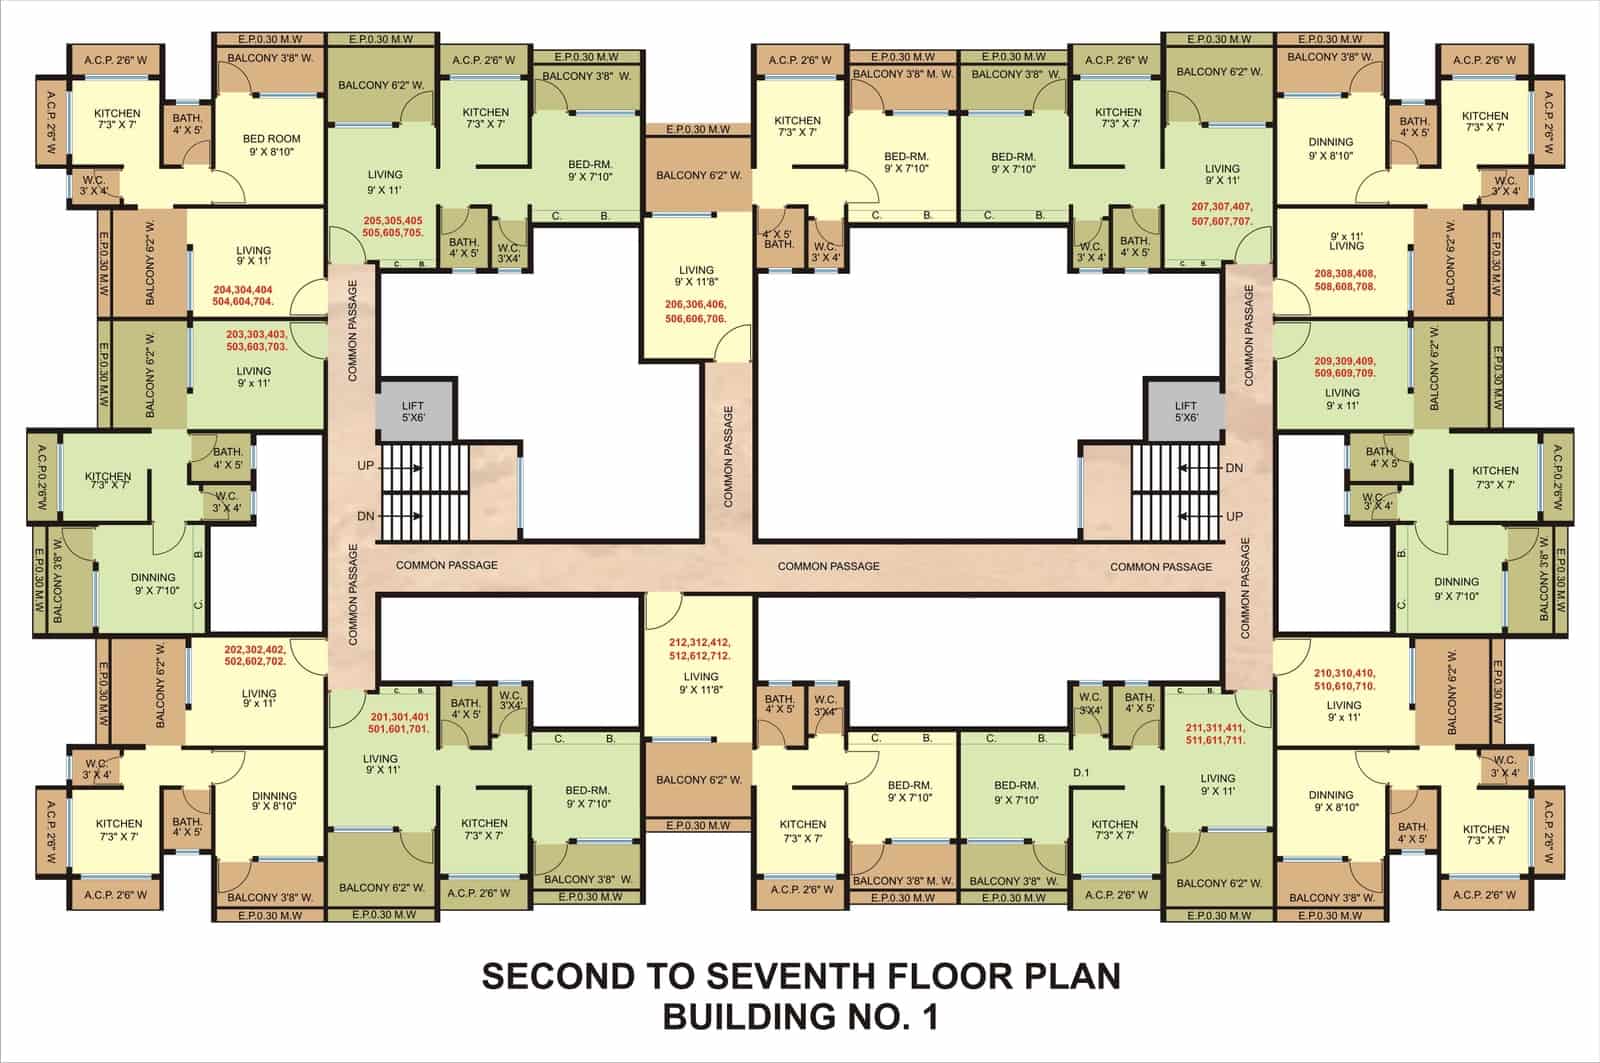 E.P.0.30 M.W
E.P.0.30 M.W
E.P.0.30 M.W
E.P.0.30 M.W
E.P.0.30 M.W
E.P.0.30 M.W
E.P.0.30 M.W
A.C.P. 2'6" W
BALCONY 3'8" W.
BALCONY 6'2" W.
A.C.P. 2'6" W
BALCONY 3'8" W.
E.P.0.30 M.W
A.C.P. 2'6" W
BALCONY 3'8" M. W.
BALCONY 3'8" W.
A.C.P. 2'6" W
BALCONY 6'2" W.
BALCONY 3'8" W.
A.C.P. 2'6" W
A.C.P. 2'6" W
KITCHEN
7'3" X 7'
BATH.
4' X 5'
BED ROOM
9' X 8'10"
W.C.
3' X 4'
LIVING
9' X 11'
205,305,405
505,605,705.
C. B.
KITCHEN
7'3" X 7'
BATH.
4' X 5'
W.C.
3'X4'
BED-RM.
9' X 7'10"
C. B.
BALCONY 6'2" W.
LIVING
9' X 11'8"
206,306,406,
506,606,706.
KITCHEN
7'3" X 7'
4' X 5'
BATH.
W.C.
3' X 4'
BED-RM.
9' X 7'10"
C. B.
BED-RM.
9' X 7'10"
C. B.
KITCHEN
7'3" X 7'
W.C.
3' X 4'
BATH.
4' X 5'
LIVING
9' X 11'
207,307,407,
507,607,707.
C. B.
DINNING
9' X 8'10"
BATH.
4' X 5'
KITCHEN
7'3" X 7'
A.C.P. 2'6" W
W.C.
3' X 4'
E.P.0.30 M.W
BALCONY 6'2" W.
LIVING
9' X 11'
204,304,404
504,604,704.
E.P.0.30 M.W
BALCONY 6'2" W.
203,303,403,
503,603,703.
LIVING
9' x 11'
COMMON PASSAGE
LIFT
5'X6'
UP
DN
COMMON PASSAGE
LIFT
5'X6'
DN
UP
COMMON PASSAGE
9' x 11'
LIVING
208,308,408,
508,608,708.
BALCONY 6'2" W.
E.P.0.30 M.W
209,309,409,
509,609,709.
LIVING
9' x 11'
BALCONY 6'2" W.
E.P.0.30 M.W
A.C.P.0.2'6"W
KITCHEN
7'3" X 7'
BATH.
4' X 5'
W.C.
3' X 4'
E.P.0.30 M.W
BALCONY 3'8" W.
DINNING
9' X 7'10"
B.
C.
COMMON PASSAGE
COMMON PASSAGE
COMMON PASSAGE
COMMON PASSAGE
COMMON PASSAGE
BATH.
4' X 5'
W.C.
3' X 4'
KITCHEN
7'3" X 7'
A.C.P.0.2'6"W
B.
C.
DINNING
9' X 7'10"
BALCONY 3'8" W.
E.P.0.30 M.W
E.P.0.30 M.W
BALCONY 6'2" W.
202,302,402,
502,602,702.
LIVING
9' x 11'
212,312,412,
512,612,712.
LIVING
9' X 11'8"
BALCONY 6'2" W.
E.P.0.30 M.W
210,310,410,
510,610,710.
LIVING
9' x 11'
BALCONY 6'2" W.
E.P.0.30 M.W
W.C.
3' X 4'
A.C.P. 2'6" W
KITCHEN
7'3" X 7'
BATH.
4' X 5'
DINNING
9' X 8'10"
C. B.
201,301,401
501,601,701.
LIVING
9' X 11'
BATH.
4' X 5'
W.C.
3'X4'
KITCHEN
7'3" X 7'
C. B.
BED-RM.
9' X 7'10"
BATH.
4' X 5'
W.C.
3'X4'
KITCHEN
7'3" X 7'
C. B.
BED-RM.
9' X 7'10"
C. B.
BED-RM.
9' X 7'10"
W.C.
3'X4'
BATH.
4' X 5'
D.1
KITCHEN
7'3" X 7'
C. B.
211,311,411,
511,611,711.
LIVING
9' X 11'
DINNING
9' X 8'10"
BATH.
4' X 5'
W.C.
3' X 4'
KITCHEN
7'3" X 7'
A.C.P. 2'6" W
A.C.P. 2'6" W
BALCONY 3'8" W.
BALCONY 6'2" W.
A.C.P. 2'6" W
BALCONY 3'8" W.
A.C.P. 2'6" W
BALCONY 3'8" M. W.
BALCONY 3'8" W.
A.C.P. 2'6" W
BALCONY 6'2" W.
BALCONY 3'8" W.
A.C.P. 2'6" W
E.P.0.30 M.W
E.P.0.30 M.W
E.P.0.30 M.W
E.P.0.30 M.W
E.P.0.30 M.W
E.P.0.30 M.W
E.P.0.30 M.W
SECOND TO SEVENTH FLOOR PLAN
BUILDING NO. 1